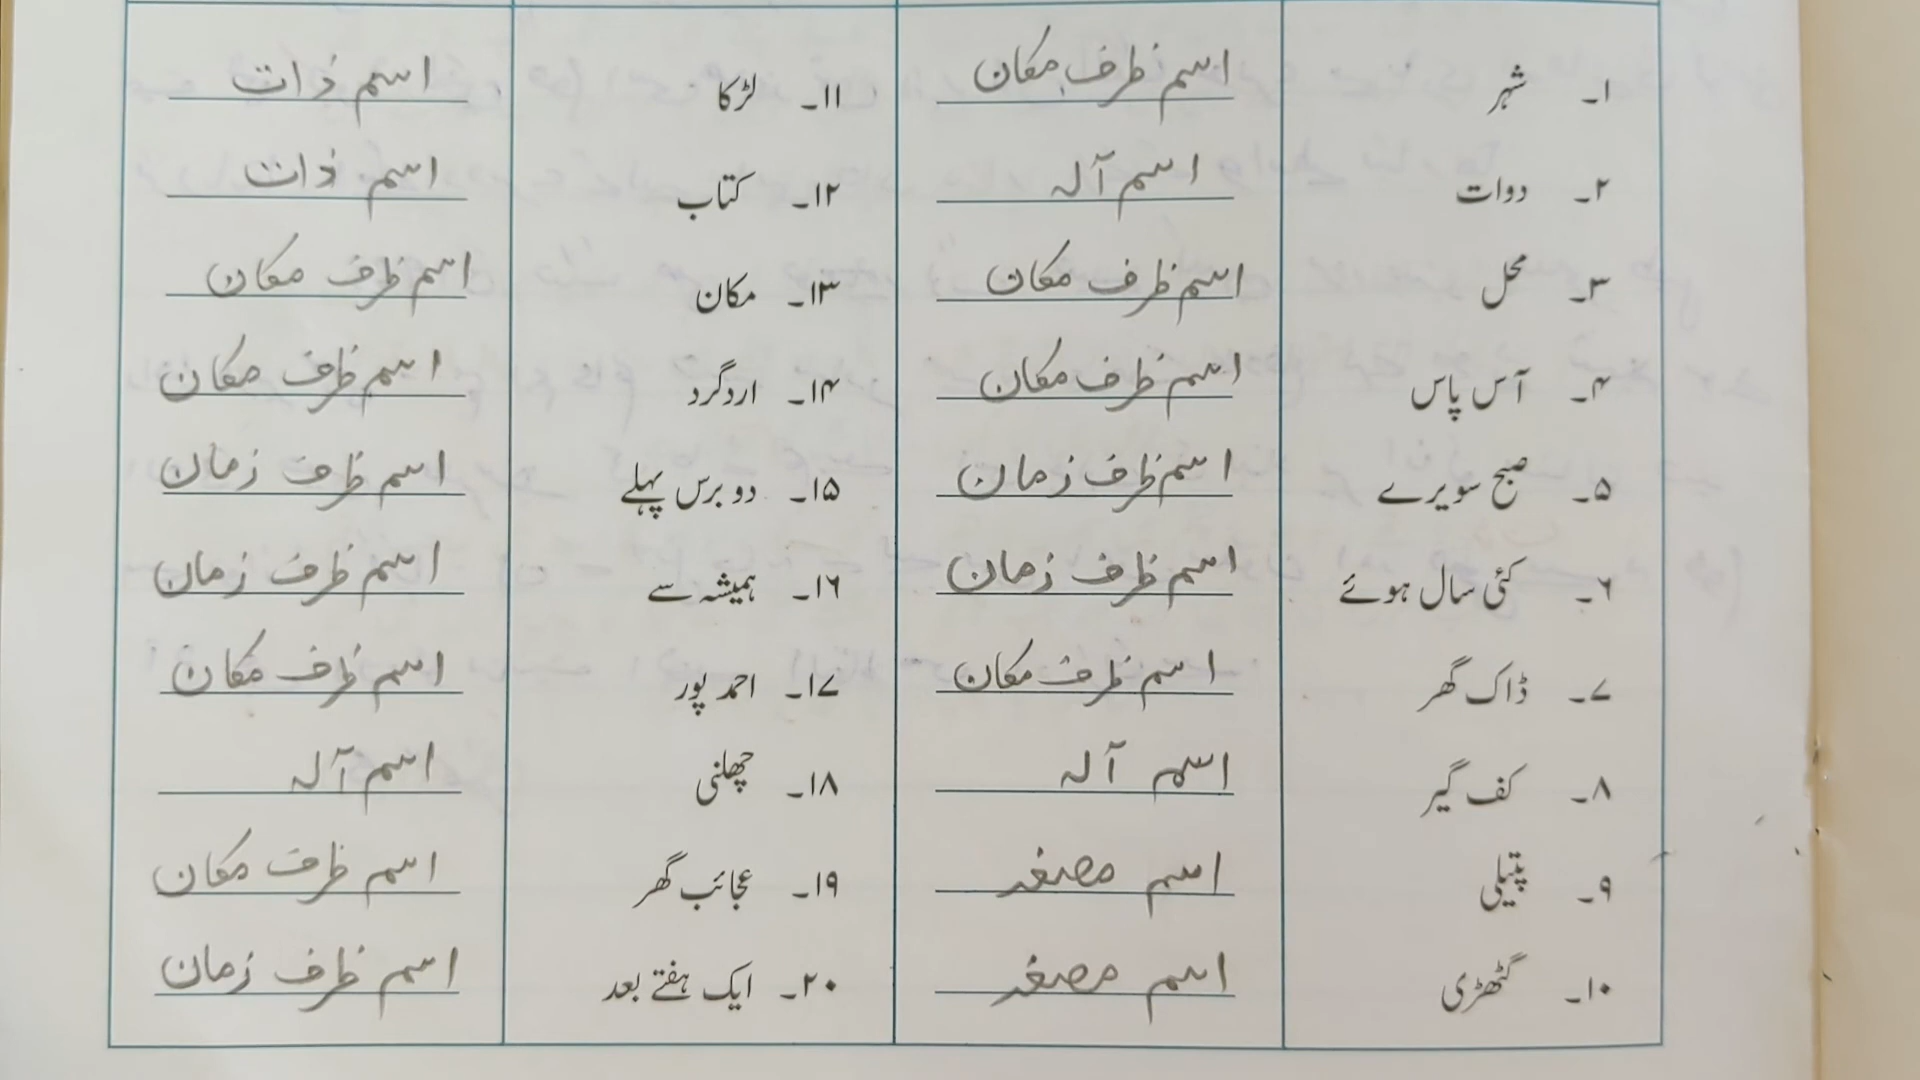 ۱۔ شہر اسم ظرف مکان ۱۱۔ لڑکا اسم ذات
۲۔ دوات اسم آلہ ۱۲۔ کتاب اسم ذات
۳۔ محل اسم ظرف مکان ۱۳۔ مکان اسم ظرف مکان
۴۔ آس پاس اسم ظرف مکان ۱۴۔ اردگرد اسم ظرف مکان
۵۔ صبح سویرے اسم ظرف زمان ۱۵۔ دو برس پہلے اسم ظرف زمان
۶۔ کئی سال ہوئے اسم ظرف زمان ۱۶۔ ہمیشہ سے اسم ظرف زمان
۷۔ ڈاک گھر اسم ظرف مکان ۱۷۔ احمد پور اسم ظرف مکان
۸۔ کف گیر اسم آلہ ۱۸۔ چھلنی اسم آلہ
۹۔ پتیلی اسم مصغر ۱۹۔ عجائب گھر اسم ظرف مکان
۱۰۔ گٹھڑی اسم مصغر ۲۰۔ ایک ہفتے بعد اسم ظرف زمان